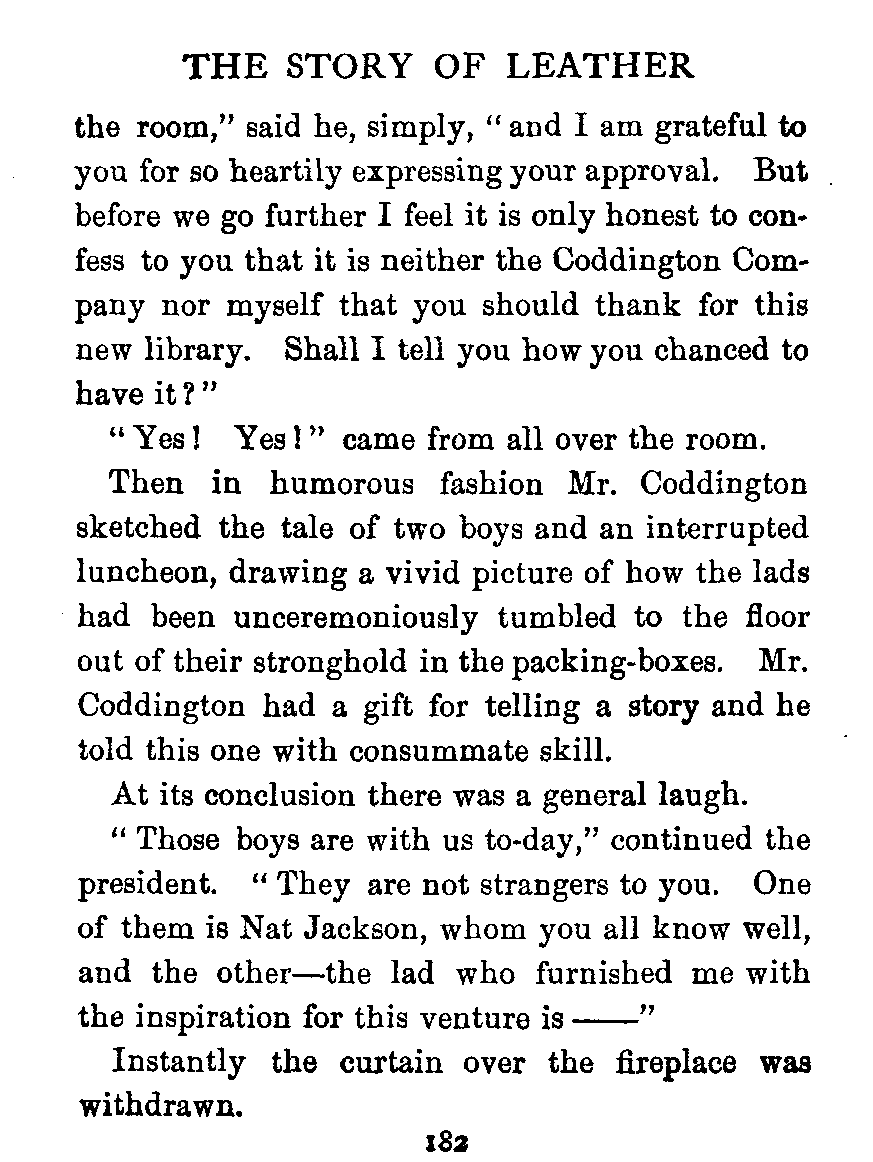 THE STORY OF LEATHER
the room,” said he, simply, “and I am grateful to
you for so heartily expressing your approval. But
before we go further I feel it is only honest to con-
fess to you that it is neither the Coddington Com-
pany nor myself that you should thank for this
new library. Shall I tell you how you chanced to
have it?”
“Yes! Yes!” came from all over the room.
Then in humorous fashion Mr. Coddington
sketched the tale of two boys and an interrupted
luncheon, drawing a vivid picture of how the lads
had been unceremoniously tumbled to the floor
out of their stronghold in the packing-boxes. Mr.
Coddington had a gift for telling a story and he
told this one with consummate skill.
At its conclusion there was a general laugh.
“Those boys are with us to-day,” continued the
president. “They are not strangers to you. One
of them is Nat Jackson, whom you all know well,
and the other—the lad who furnished me with
the inspiration for this venture is ——”
Instantly the curtain over the fireplace was
withdrawn.
182